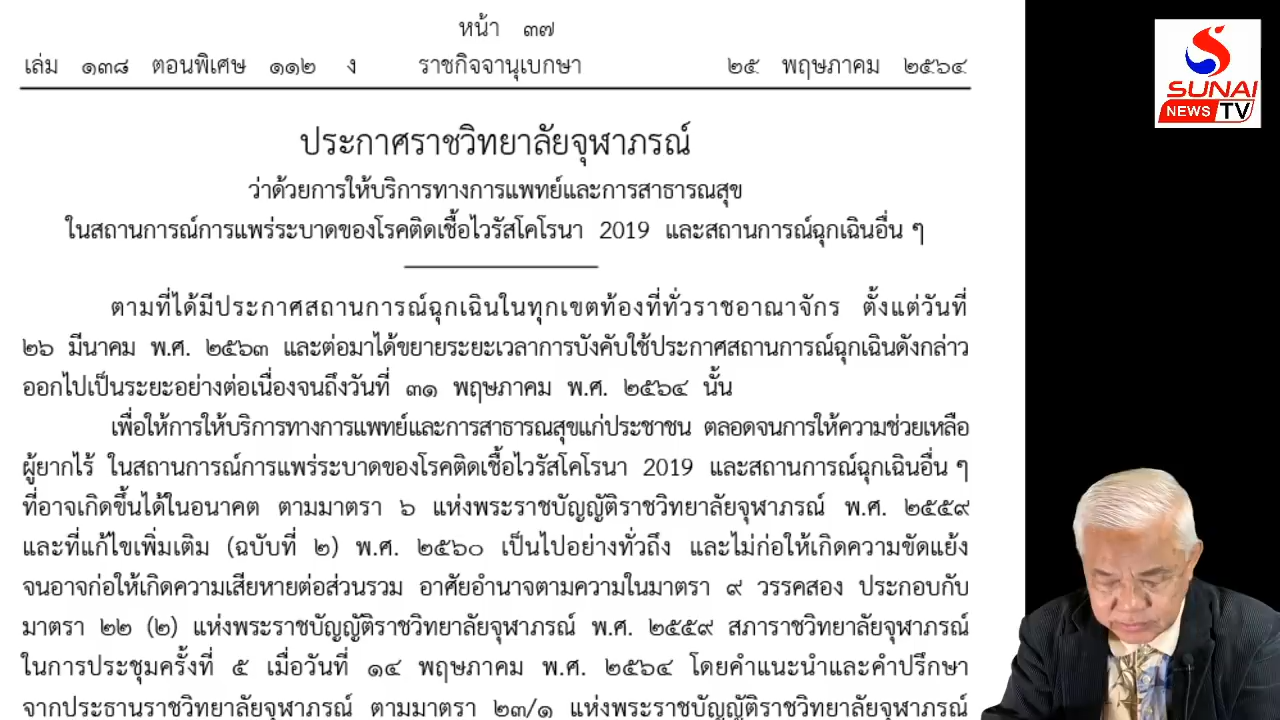 หน้า ๓๗
เล่ม ๑๓๘ ตอนพิเศษ ๑๑๒ ง ราชกิจจานุเบกษา ๒๕ พฤษภาคม ๒๕๖๔
ประกาศราชวิทยาลัยจุฬาภรณ์
ว่าด้วยการให้บริการทางการแพทย์และการสาธารณสุข
ในสถานการณ์การแพร่ระบาดของโรคติดเชื้อไวรัสโคโรนา 2019 และสถานการณ์ฉุกเฉินอื่น ๆ
ตามที่ได้มีประกาศสถานการณ์ฉุกเฉินในทุกเขตท้องที่ทั่วราชอาณาจักร ตั้งแต่วันที่
๒๖ มีนาคม พ.ศ. ๒๕๖๓ และต่อมาได้ขยายระยะเวลาการบังคับใช้ประกาศสถานการณ์ฉุกเฉินดังกล่าว
ออกไปเป็นระยะอย่างต่อเนื่องจนถึงวันที่ ๓๑ พฤษภาคม พ.ศ. ๒๕๖๔ นั้น
เพื่อให้การให้บริการทางการแพทย์และการสาธารณสุขแก่ประชาชน ตลอดจนการให้ความช่วยเหลือ
ผู้ยากไร้ ในสถานการณ์การแพร่ระบาดของโรคติดเชื้อไวรัสโคโรนา 2019 และสถานการณ์ฉุกเฉินอื่น ๆ
ที่อาจเกิดขึ้นได้ในอนาคต ตามมาตรา ๖ แห่งพระราชบัญญัติราชวิทยาลัยจุฬาภรณ์ พ.ศ. ๒๕๕๙
และที่แก้ไขเพิ่มเติม (ฉบับที่ ๒) พ.ศ. ๒๕๖๐ เป็นไปอย่างทั่วถึง และไม่ก่อให้เกิดความขัดแย้ง
จนอาจก่อให้เกิดความเสียหายต่อส่วนรวม อาศัยอำนาจตามความในมาตรา ๙ วรรคสอง ประกอบกับ
มาตรา ๒๒ (๒) แห่งพระราชบัญญัติราชวิทยาลัยจุฬาภรณ์ พ.ศ. ๒๕๕๙ สภาราชวิทยาลัยจุฬาภรณ์
ในการประชุมครั้งที่ ๕ เมื่อวันที่ ๑๔ พฤษภาคม พ.ศ. ๒๕๖๔ โดยคำแนะนำและคำปรึกษา
จากประธานราชวิทยาลัยจุฬาภรณ์ ตามมาตรา ๒๓/๑ แห่งพระราชบัญญัติราชวิทยาลัยจุฬาภรณ์
SUNAI
NEWS TV